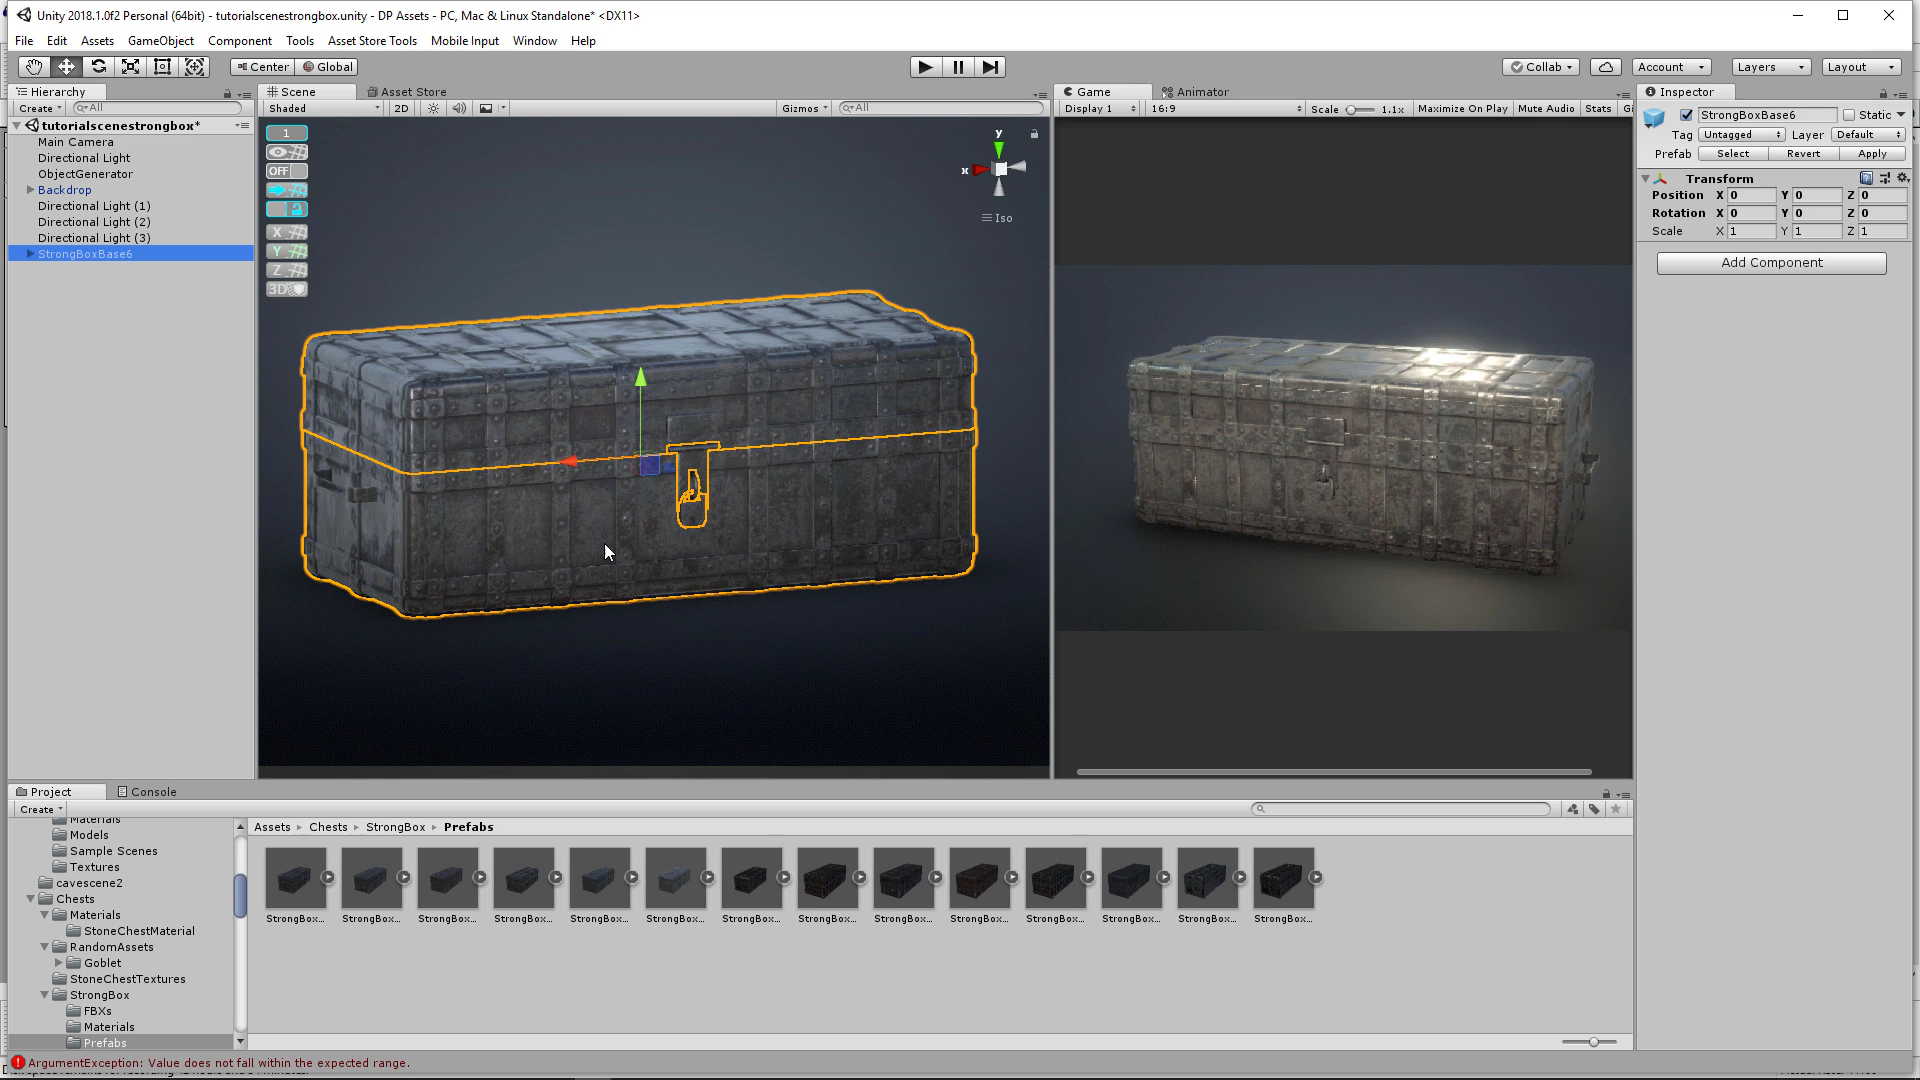 Unity 2018.1.0f2 Personal (64bit) - tutorialscenestrongbox.unity - DP Assets - PC, Mac & Linux Standalone* <DX11>
File Edit Assets GameObject Component Tools Asset Store Tools Mobile Input Window Help
Center Global Collab Account Layers Layout
Hierarchy
Create All
tutorialscenestrongbox*
Main Camera
Directional Light
ObjectGenerator
Backdrop
Directional Light (1)
Directional Light (2)
Directional Light (3)
StrongBoxBase6
Scene Asset Store
Shaded 2D Gizmos All
1
OFF
X
Y
Z
3D
y
x
Iso
Game Animator
Display 1 16:9 Scale 1.1x Maximize On Play Mute Audio Stats Gi
Inspector
StrongBoxBase6 Static
Tag Untagged Layer Default
Prefab Select Revert Apply
Transform
Position X 0 Y 0 Z 0
Rotation X 0 Y 0 Z 0
Scale X 1 Y 1 Z 1
Add Component
Project Console
Create
Materials
Models
Sample Scenes
Textures
cavescene2
Chests
Materials
StoneChestMaterial
RandomAssets
Goblet
StoneChestTextures
StrongBox
FBXs
Materials
Prefabs
Assets Chests StrongBox Prefabs
StrongBox... StrongBox... StrongBox... StrongBox... StrongBox... StrongBox... StrongBox... StrongBox... StrongBox... StrongBox... StrongBox... StrongBox... StrongBox... StrongBox...
ArgumentException: Value does not fall within the expected range.